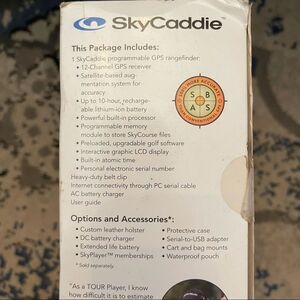 SkyCaddie™
This Package Includes:
1 SkyCaddie programmable GPS rangefinder:
• 12-Channel GPS receiver
• Satellite-based aug-
mentation system for
accuracy
• Up to 10-hour, recharge-
able lithium-ion battery
• Powerful built-in processor
• Programmable memory
module to store SkyCourse files
• Preloaded, upgradable golf software
• Interactive graphic LCD display
• Built-in atomic time
• Personal electronic serial number
Heavy-duty belt clip
Internet connectivity through PC serial cable
AC battery charger
User guide
MORE ACCURATE
CONVENTIONAL
S B
A S
Options and Accessories*:
• Custom leather holster
• DC battery charger
• Extended life battery
• SkyPlayer™ memberships
* Sold separately.
• Protective case
• Serial-to-USB adapter
• Cart and bag mounts
• Waterproof pouch
"As a TOUR Player, I know
how difficult it is to estimate